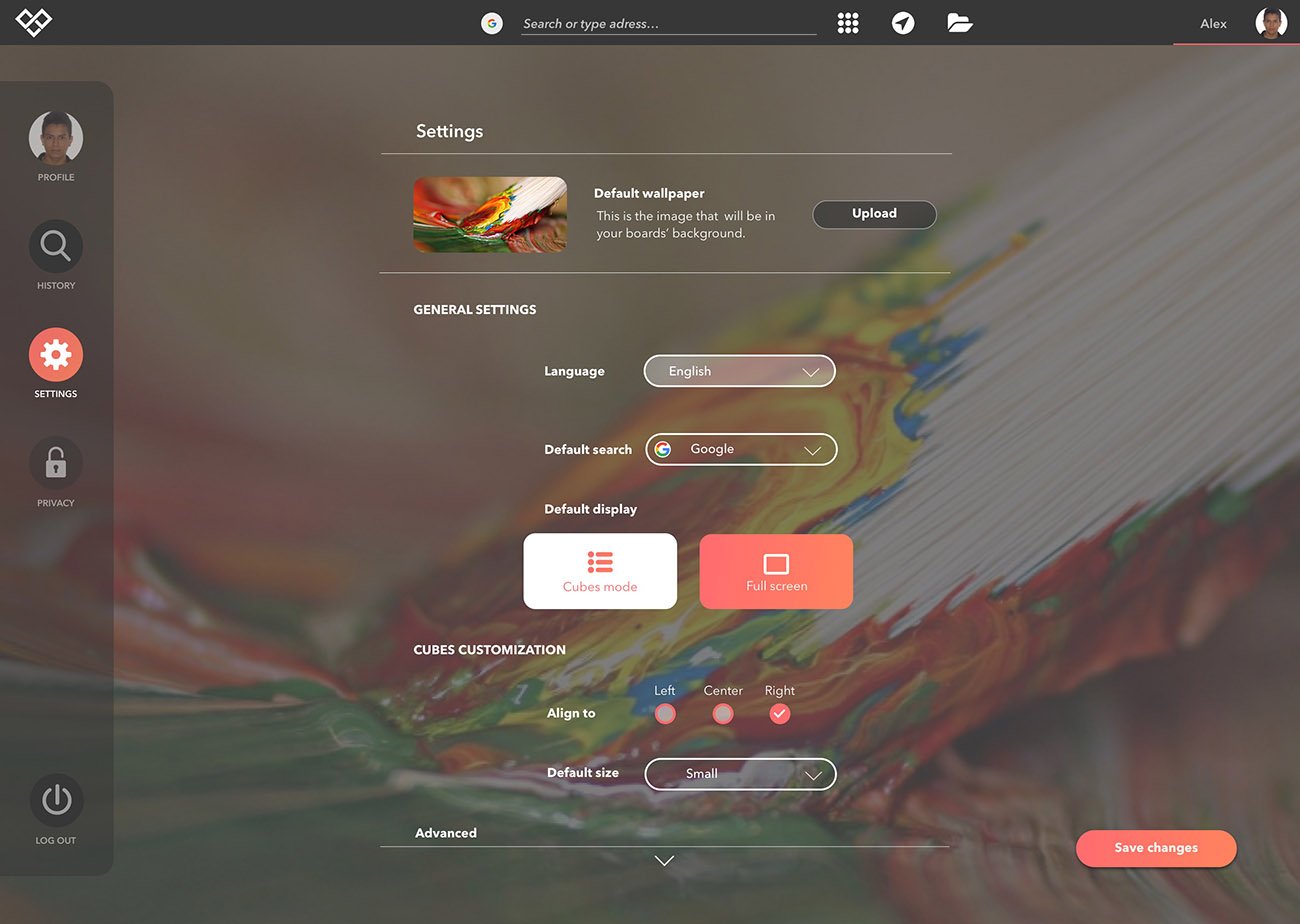 Search or type adress...
Alex
PROFILE
HISTORY
SETTINGS
PRIVACY
LOG OUT
Settings
Default wallpaper
This is the image that will be in
your boards' background.
Upload
GENERAL SETTINGS
Language
English
Default search
Google
Default display
Cubes mode
Full screen
CUBES CUSTOMIZATION
Left Center Right
Align to
Default size
Small
Advanced
Save changes